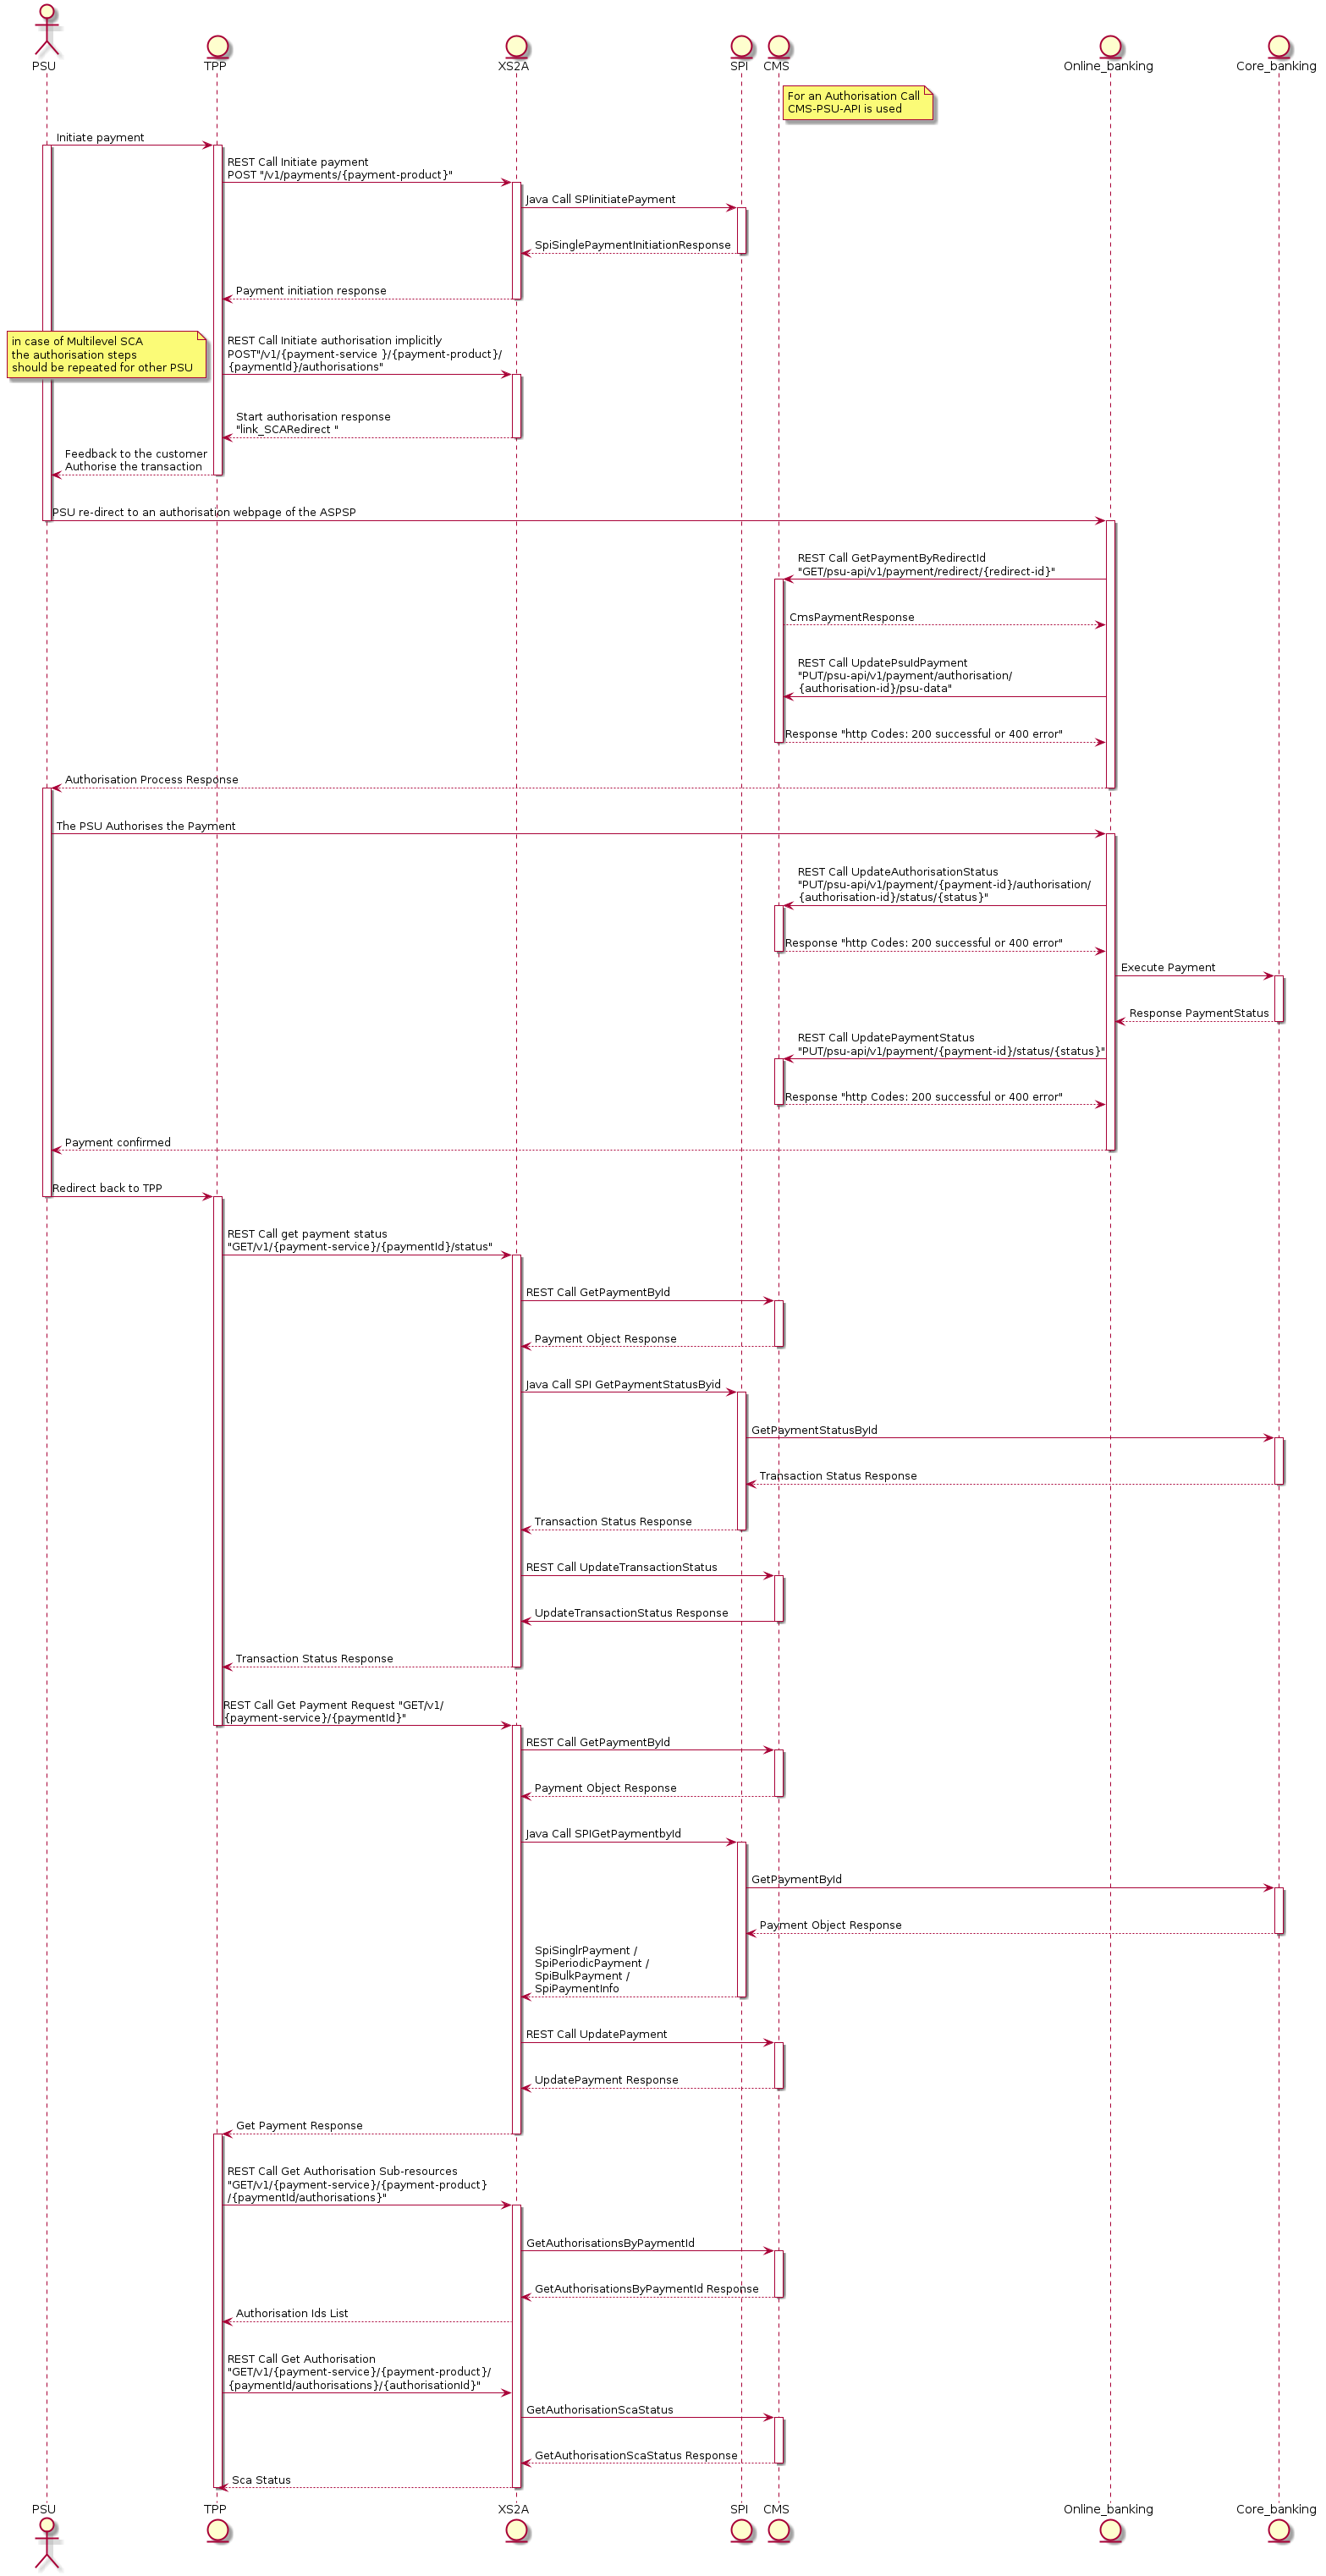 PSU
TPP
XS2A
SPI
CMS
Online_banking
Core_banking
For an Authorisation Call
CMS-PSU-API is used
Initiate payment
REST Call Initiate payment
POST "/v1/payments/{payment-product}"
Java Call SPIinitiatePayment
SpiSinglePaymentInitiationResponse
Payment initiation response
in case of Multilevel SCA
the authorisation steps
should be repeated for other PSU
REST Call Initiate authorisation implicitly
POST"/v1/{payment-service }/{payment-product}/
{paymentId}/authorisations"
Start authorisation response
"link_SCARedirect "
Feedback to the customer
Authorise the transaction
PSU re-direct to an authorisation webpage of the ASPSP
REST Call GetPaymentByRedirectId
"GET/psu-api/v1/payment/redirect/{redirect-id}"
CmsPaymentResponse
REST Call UpdatePsuIdPayment
"PUT/psu-api/v1/payment/authorisation/
{authorisation-id}/psu-data"
Response "http Codes: 200 successful or 400 error"
Authorisation Process Response
The PSU Authorises the Payment
REST Call UpdateAuthorisationStatus
"PUT/psu-api/v1/payment/{payment-id}/authorisation/
{authorisation-id}/status/{status}"
Response "http Codes: 200 successful or 400 error"
Execute Payment
Response PaymentStatus
REST Call UpdatePaymentStatus
"PUT/psu-api/v1/payment/{payment-id}/status/{status}"
Response "http Codes: 200 successful or 400 error"
Payment confirmed
Redirect back to TPP
REST Call get payment status
"GET/v1/{payment-service}/{paymentId}/status"
REST Call GetPaymentById
Payment Object Response
Java Call SPI GetPaymentStatusByid
GetPaymentStatusById
Transaction Status Response
Transaction Status Response
REST Call UpdateTransactionStatus
UpdateTransactionStatus Response
Transaction Status Response
REST Call Get Payment Request "GET/v1/
{payment-service}/{paymentId}"
REST Call GetPaymentById
Payment Object Response
Java Call SPIGetPaymentbyId
GetPaymentById
Payment Object Response
SpiSinglrPayment /
SpiPeriodicPayment /
SpiBulkPayment /
SpiPaymentInfo
REST Call UpdatePayment
UpdatePayment Response
Get Payment Response
REST Call Get Authorisation Sub-resources
"GET/v1/{payment-service}/{payment-product}
/{paymentId/authorisations}"
GetAuthorisationsByPaymentId
GetAuthorisationsByPaymentId Response
Authorisation Ids List
REST Call Get Authorisation
"GET/v1/{payment-service}/{payment-product}/
{paymentId/authorisations}/{authorisationId}"
GetAuthorisationScaStatus
GetAuthorisationScaStatus Response
Sca Status
PSU
TPP
XS2A
SPI
CMS
Online_banking
Core_banking